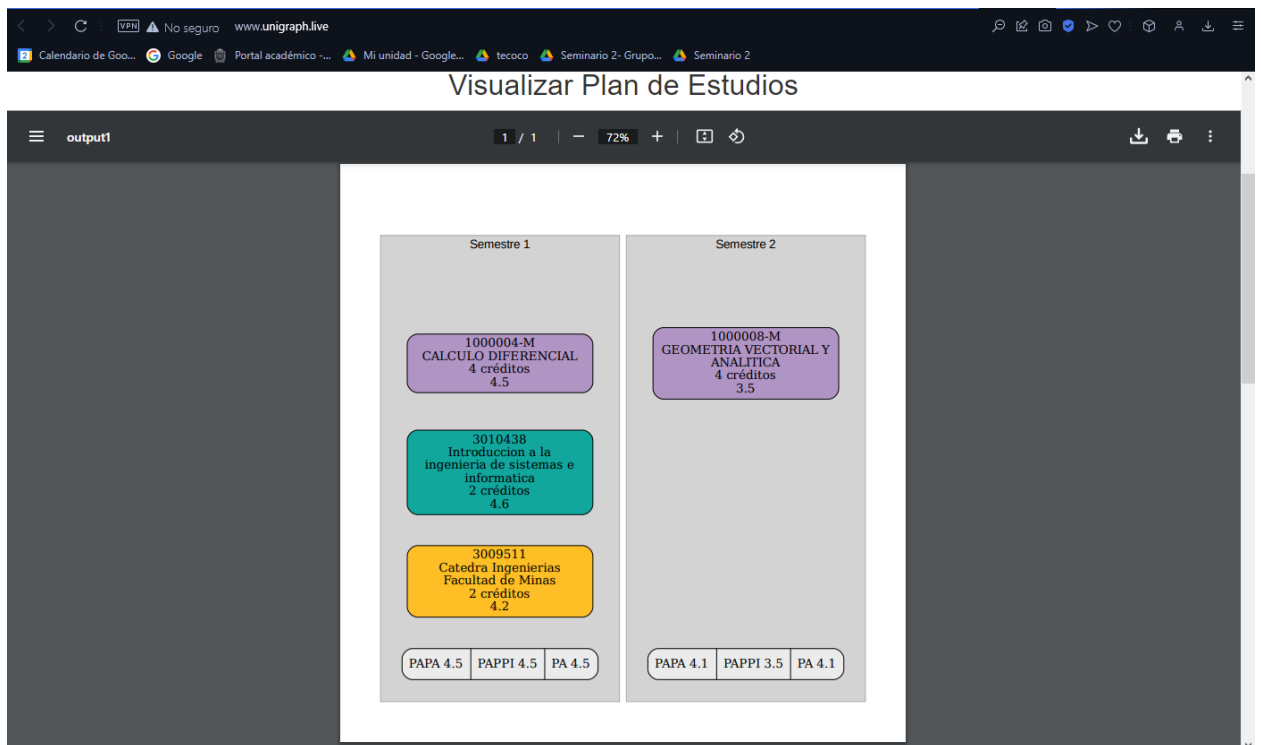 VPN No seguro www.unigraph.live
2 Calendario de Goo... Google Portal académico -... Mi unidad - Google... tecoco Seminario 2- Grupo... Seminario 2
Visualizar Plan de Estudios
output1 1 / 1 72%
Semestre 1
1000004-M
CALCULO DIFERENCIAL
4 créditos
4.5
3010438
Introduccion a la
ingenieria de sistemas e
informatica
2 créditos
4.6
3009511
Catedra Ingenierias
Facultad de Minas
2 créditos
4.2
PAPA 4.5 PAPPI 4.5 PA 4.5
Semestre 2
1000008-M
GEOMETRIA VECTORIAL Y
ANALITICA
4 créditos
3.5
PAPA 4.1 PAPPI 3.5 PA 4.1